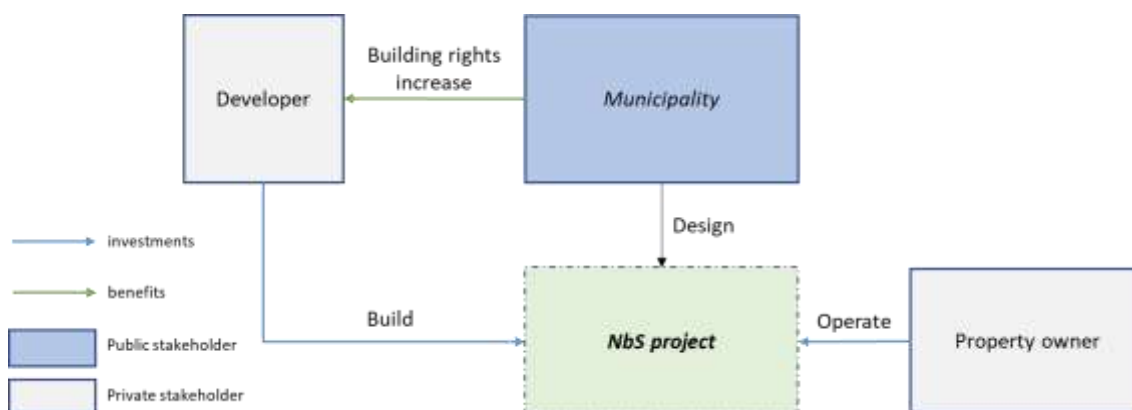 Building rights
increase
Developer
Municipality
Design
investments
benefits
Build
NbS project
Operate
Property owner
Public stakeholder
Private stakeholder